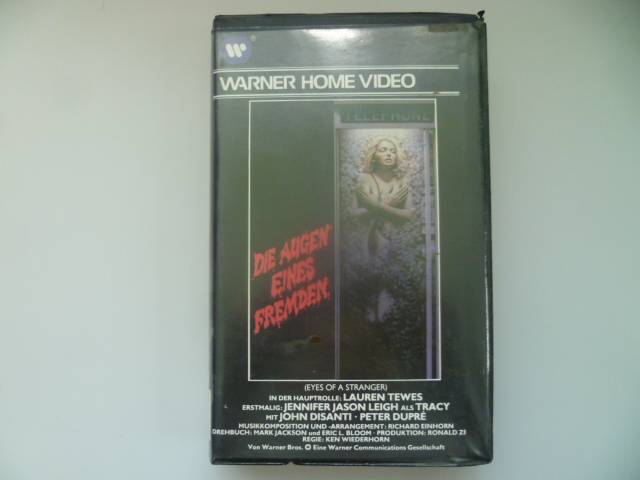 WARNER HOME VIDEO
TELEPHONE
DIE AUGEN
EINES
FREMDEN.
(EYES OF A STRANGER)
IN DER HAUPTROLLE: LAUREN TEWES
ERSTMALIG: JENNIFER JASON LEIGH ALS TRACY
MIT JOHN DISANTI · PETER DUPRÉ
MUSIKKOMPOSITION UND -ARRANGEMENT: RICHARD EINHORN
DREHBUCH: MARK JACKSON und ERIC L. BLOOM · PRODUKTION: RONALD ZE
REGIE: KEN WIEDERHORN
Von Warner Bros. Eine Warner Communications Gesellschaft